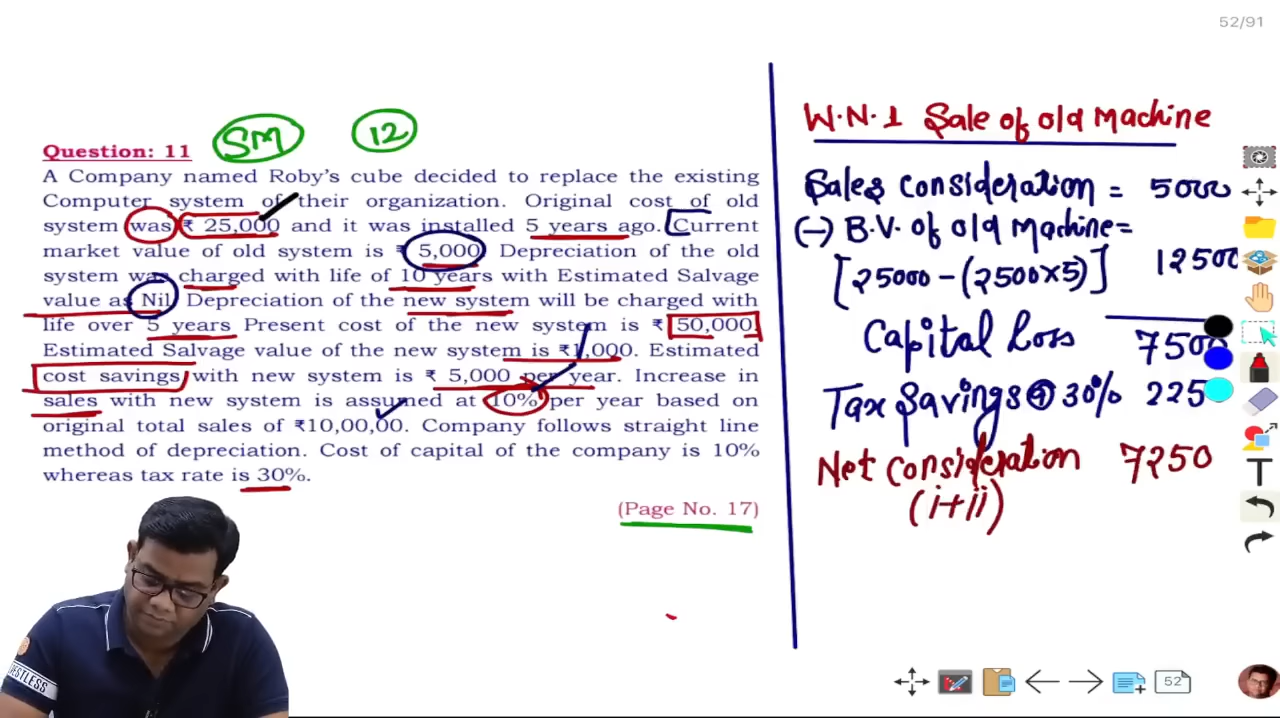 52/91
SM
12
Question: 11
A Company named Roby's cube decided to replace the existing
Computer system of their organization. Original cost of old
system was ₹ 25,000 and it was installed 5 years ago. Current
market value of old system is ₹ 5,000 Depreciation of the old
system was charged with life of 10 years with Estimated Salvage
value as Nil Depreciation of the new system will be charged with
life over 5 years Present cost of the new system is ₹ 50,000.
Estimated Salvage value of the new system is ₹1,000. Estimated
cost savings with new system is ₹ 5,000 per year. Increase in
sales with new system is assumed at 10% per year based on
original total sales of ₹10,00,00. Company follows straight line
method of depreciation. Cost of capital of the company is 10%
whereas tax rate is 30%.
(Page No. 17)
W.N.1 Sale of old Machine
Sales consideration = 5000
(-) B.V. of old Machine =
[25000 - (2500×5)] 12500
Capital Loss 7500
Tax Savings @ 30% 225
Net consideration 7250
(i+ii)
T
52
RESTLESS